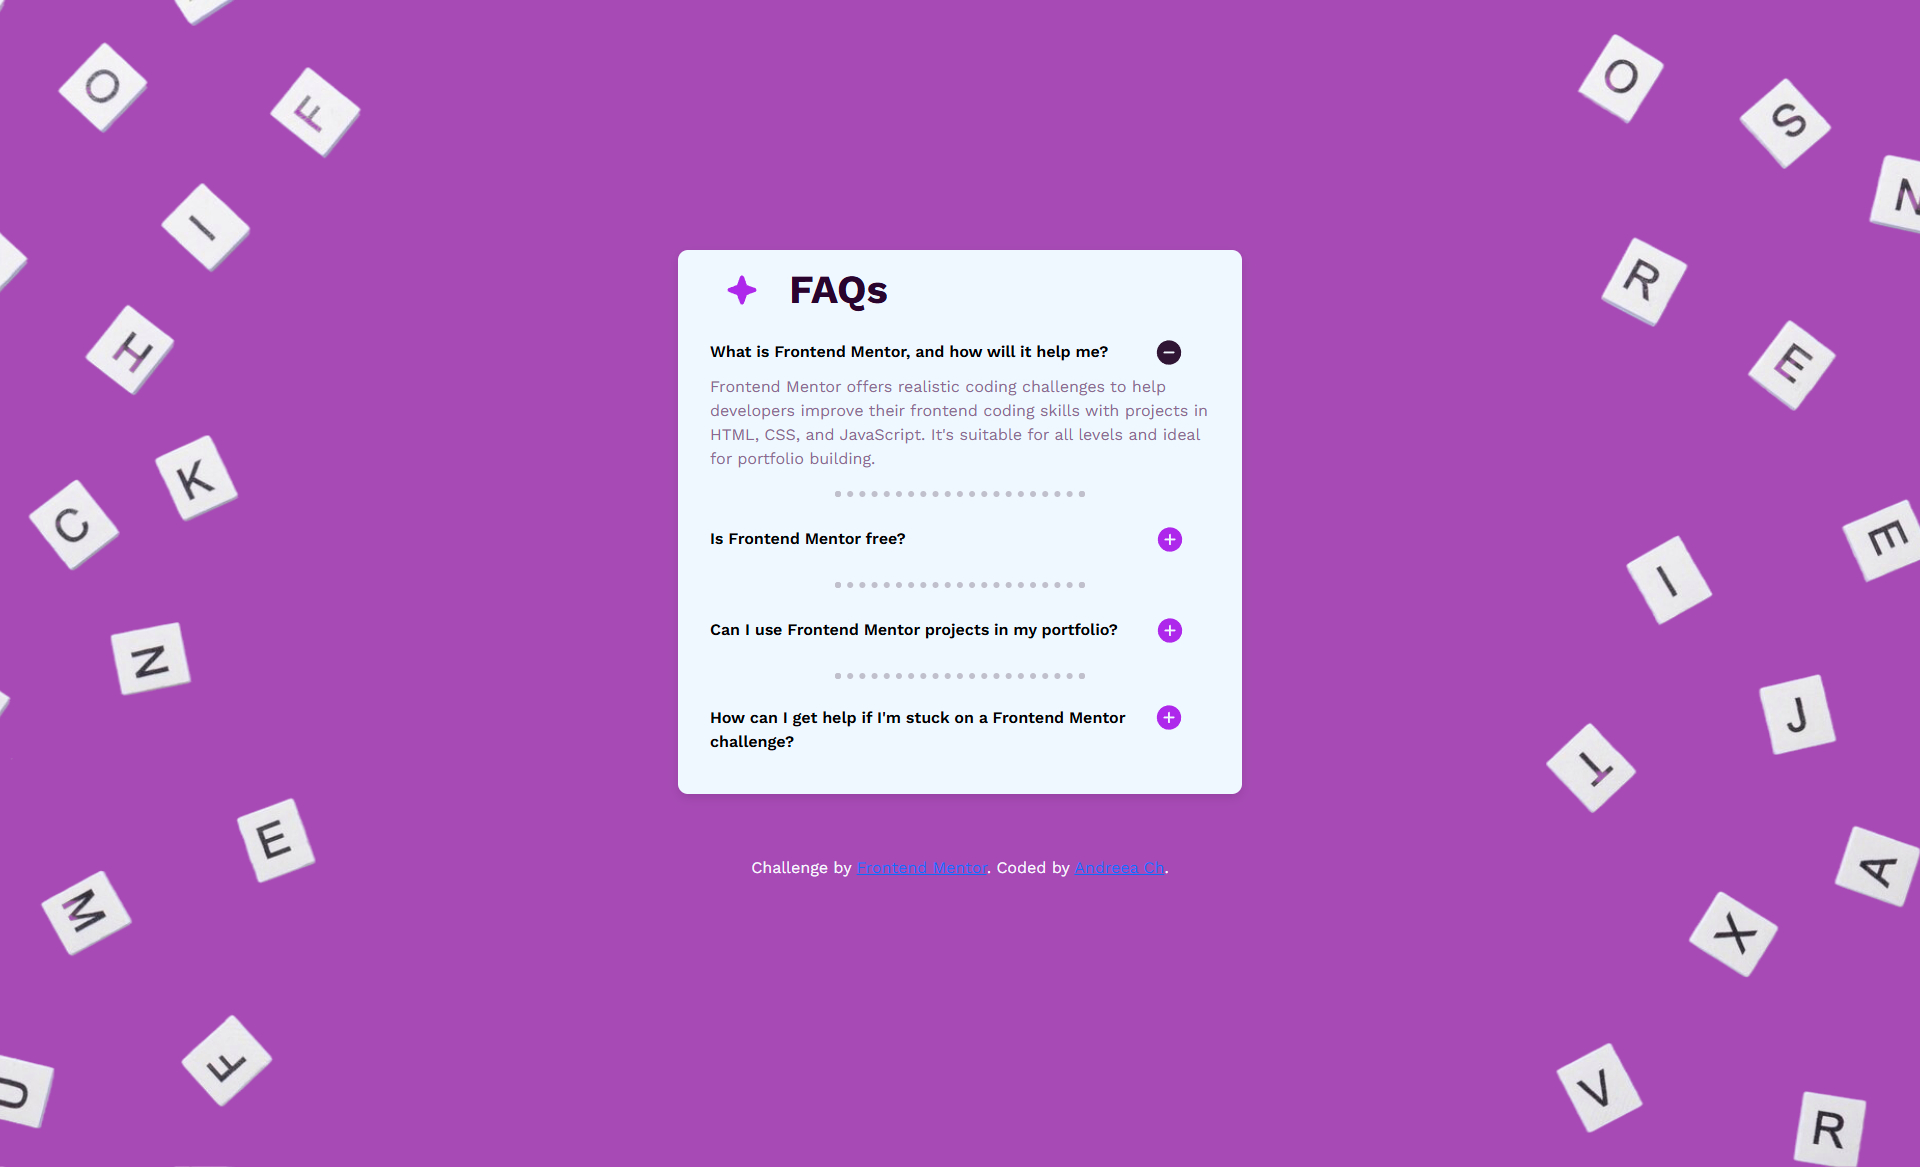 FAQs
What is Frontend Mentor, and how will it help me?
Frontend Mentor offers realistic coding challenges to help
developers improve their frontend coding skills with projects in
HTML, CSS, and JavaScript. It's suitable for all levels and ideal
for portfolio building.
Is Frontend Mentor free?
Can I use Frontend Mentor projects in my portfolio?
How can I get help if I'm stuck on a Frontend Mentor
challenge?
Challenge by Frontend Mentor. Coded by Andreea Ch.
O
F
I
H
K
C
N
E
M
F
U
O
S
N
R
E
E
I
J
T
A
X
V
R